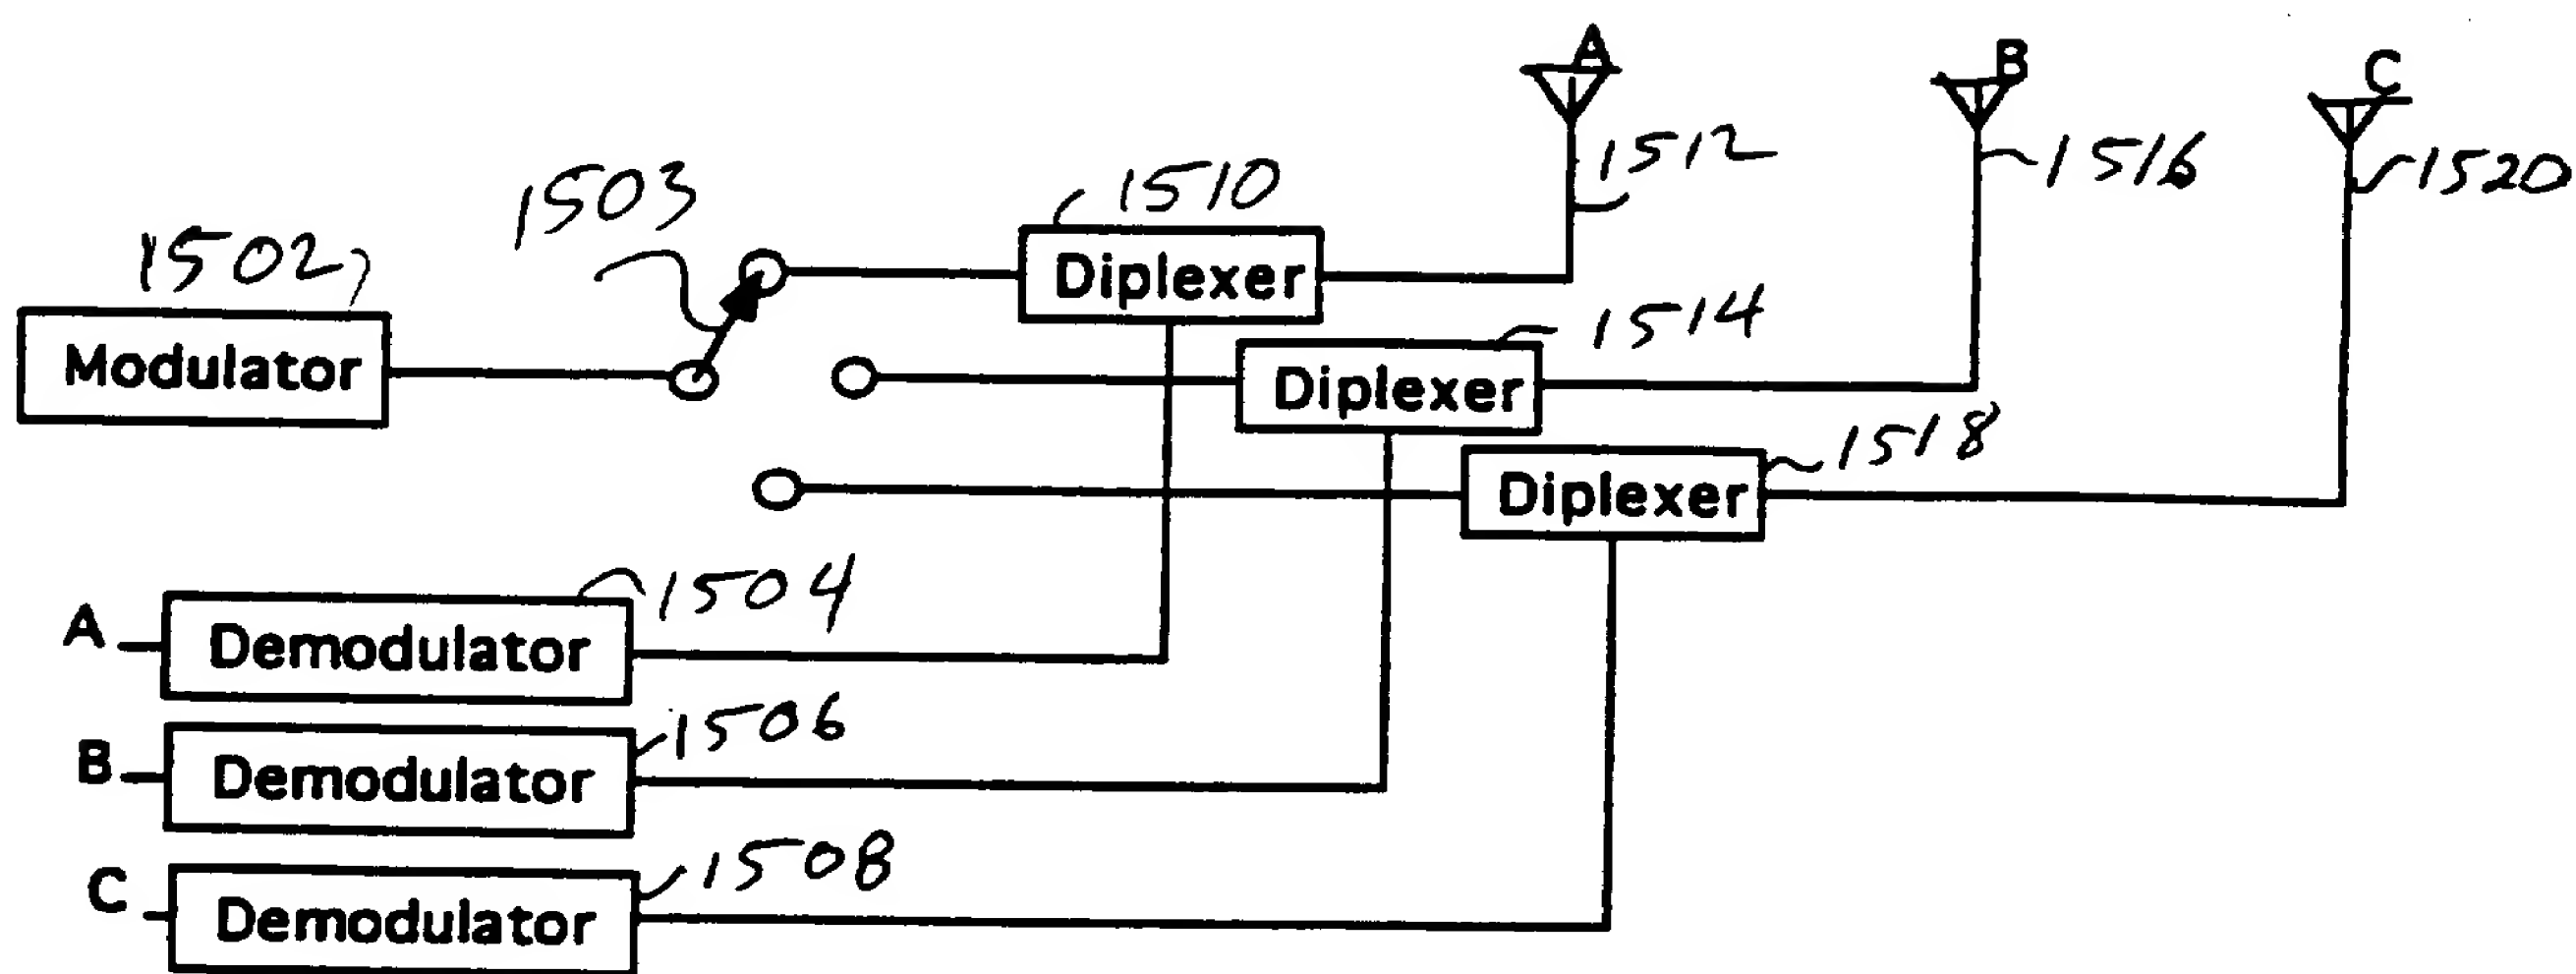 A
B
C
1512
1516
1520
1503
1510
1502
Diplexer
1514
Modulator
Diplexer
1518
Diplexer
1504
A
Demodulator
1506
B
Demodulator
1508
C
Demodulator